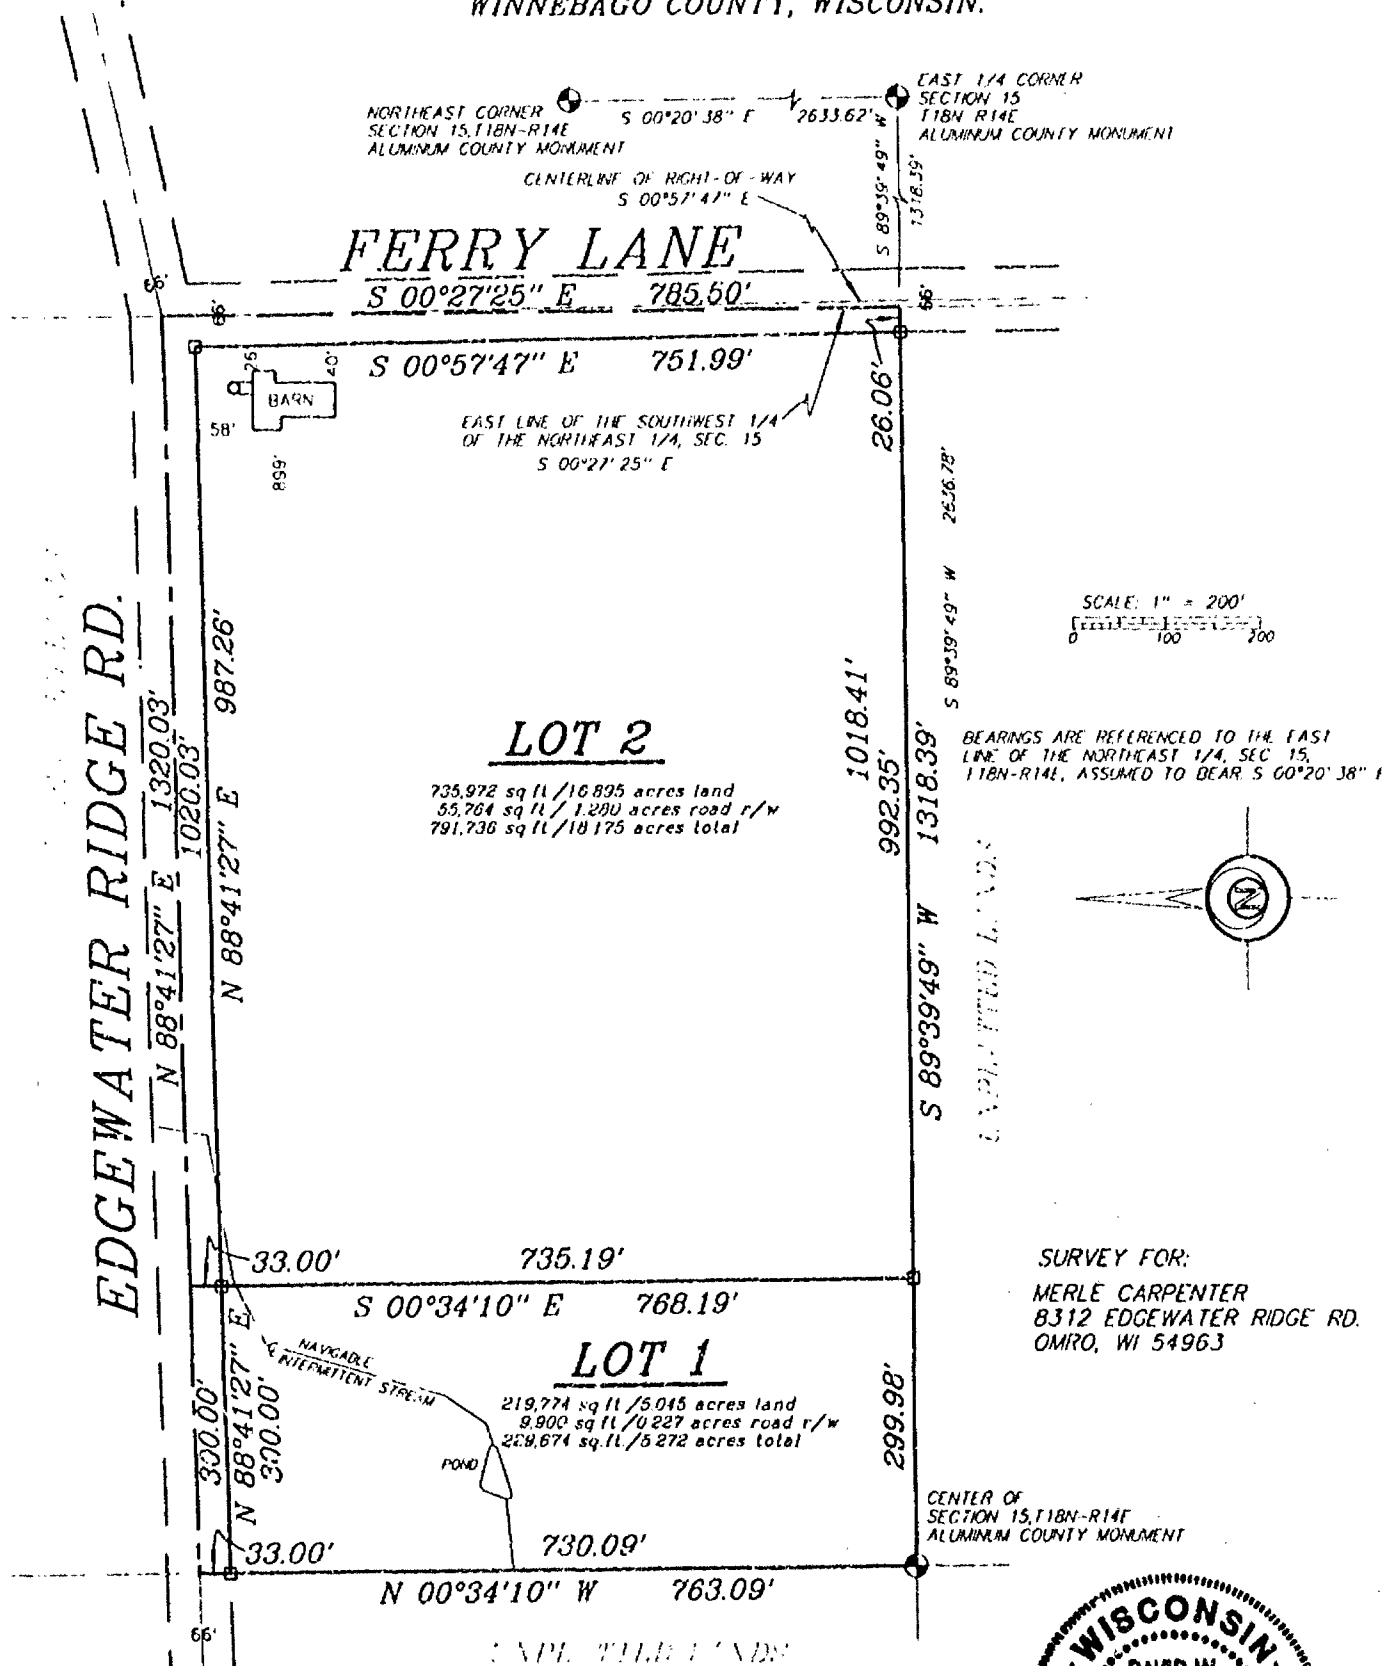 WINNEBAGO COUNTY, WISCONSIN.
NORTHEAST CORNER
SECTION 15,T18N-R14E
ALUMINUM COUNTY MONUMENT
S 00°20'38" E 2633.62'
EAST 1/4 CORNER
SECTION 15
T18N R14E
ALUMINUM COUNTY MONUMENT
S 89°39'49" W
1318.39'
CENTERLINE OF RIGHT-OF-WAY
S 00°57'47" E
FERRY LANE
S 00°27'25" E 785.60'
66'
66'
66'
S 00°57'47" E 751.99'
26.06'
25'
40'
BARN
58'
899'
EAST LINE OF THE SOUTHWEST 1/4
OF THE NORTHEAST 1/4, SEC. 15
S 00°27'25" E
EDGEWATER RIDGE RD.
N 88°41'27" E 1320.03'
1020.03'
N 88°41'27" E 987.26'
LOT 2
735,972 sq ft/16.895 acres land
55,764 sq ft/1.280 acres road r/w
791,736 sq ft/18.175 acres total
1018.41'
992.35'
S 89°39'49" W 1318.39'
S 89°39'49" W 2636.78'
UNPLATTED LANDS
SCALE: 1" = 200'
0 100 200
BEARINGS ARE REFERENCED TO THE EAST
LINE OF THE NORTHEAST 1/4, SEC 15,
T18N-R14E, ASSUMED TO BEAR S 00°20'38" E
N
33.00' 735.19'
S 00°34'10" E 768.19'
NAVIGABLE
INTERMITTENT STREAM
LOT 1
219,774 sq ft/5.045 acres land
9,900 sq ft/0.227 acres road r/w
229,674 sq.ft./5.272 acres total
POND
300.00'
N 88°41'27" E
300.00'
299.98'
SURVEY FOR:
MERLE CARPENTER
8312 EDGEWATER RIDGE RD.
OMRO, WI 54963
CENTER OF
SECTION 15,T18N-R14E
ALUMINUM COUNTY MONUMENT
33.00' 730.09'
N 00°34'10" W 763.09'
66'
UNPLATTED LANDS
WISCONSIN